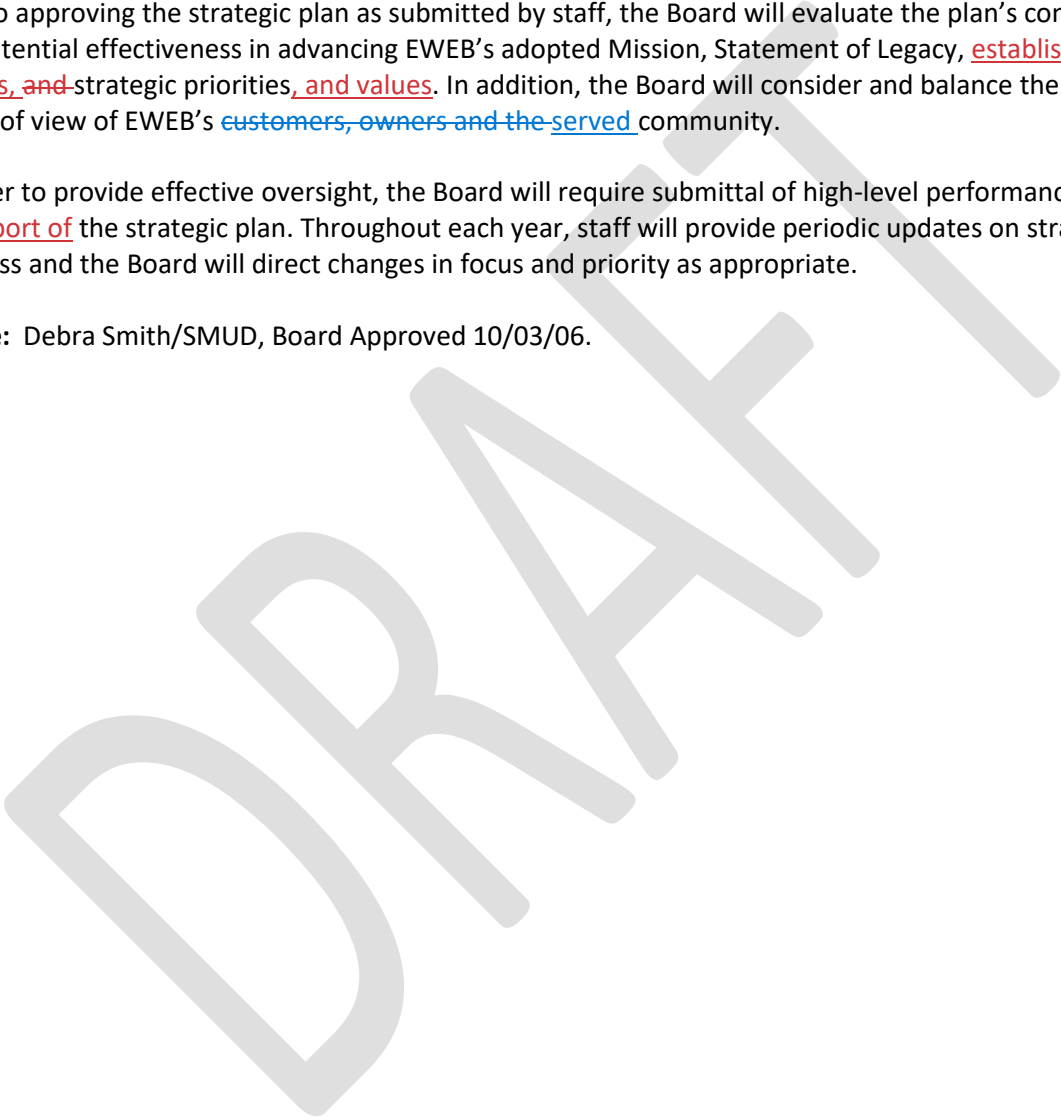 o approving the strategic plan as submitted by staff, the Board will evaluate the plan's con
tential effectiveness in advancing EWEB's adopted Mission, Statement of Legacy, establis
s, and strategic priorities, and values. In addition, the Board will consider and balance the
of view of EWEB's customers, owners and the served community.
er to provide effective oversight, the Board will require submittal of high-level performanc
port of the strategic plan. Throughout each year, staff will provide periodic updates on stra
ss and the Board will direct changes in focus and priority as appropriate.
e: Debra Smith/SMUD, Board Approved 10/03/06.
DRAFT